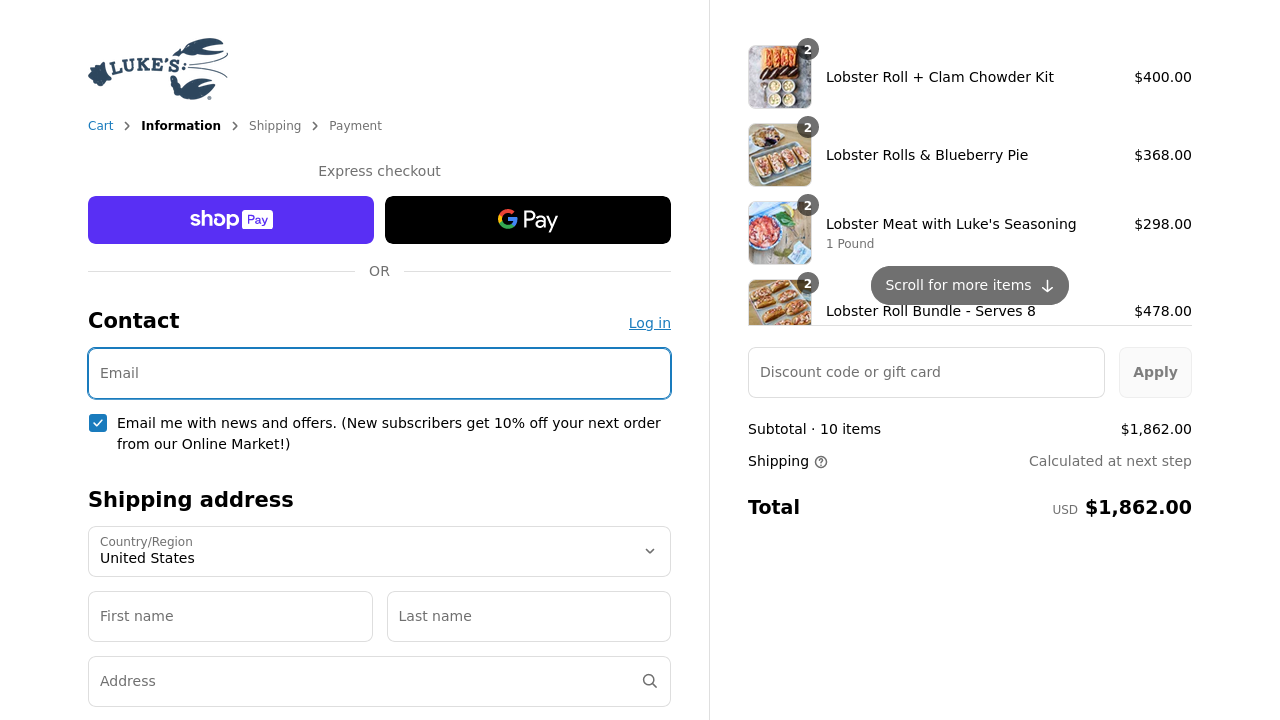 LUKE'S
Cart > Information > Shipping > Payment
Express checkout
shop Pay
G Pay
OR
Contact
Log in
Email
Email me with news and offers. (New subscribers get 10% off your next order
from our Online Market!)
Shipping address
Country/Region
United States
First name
Last name
Address
2
Lobster Roll + Clam Chowder Kit
$400.00
2
Lobster Rolls & Blueberry Pie
$368.00
2
Lobster Meat with Luke's Seasoning
1 Pound
$298.00
Scroll for more items ↓
2
Lobster Roll Bundle - Serves 8
$478.00
Discount code or gift card
Apply
Subtotal · 10 items
$1,862.00
Shipping
Calculated at next step
Total
USD $1,862.00